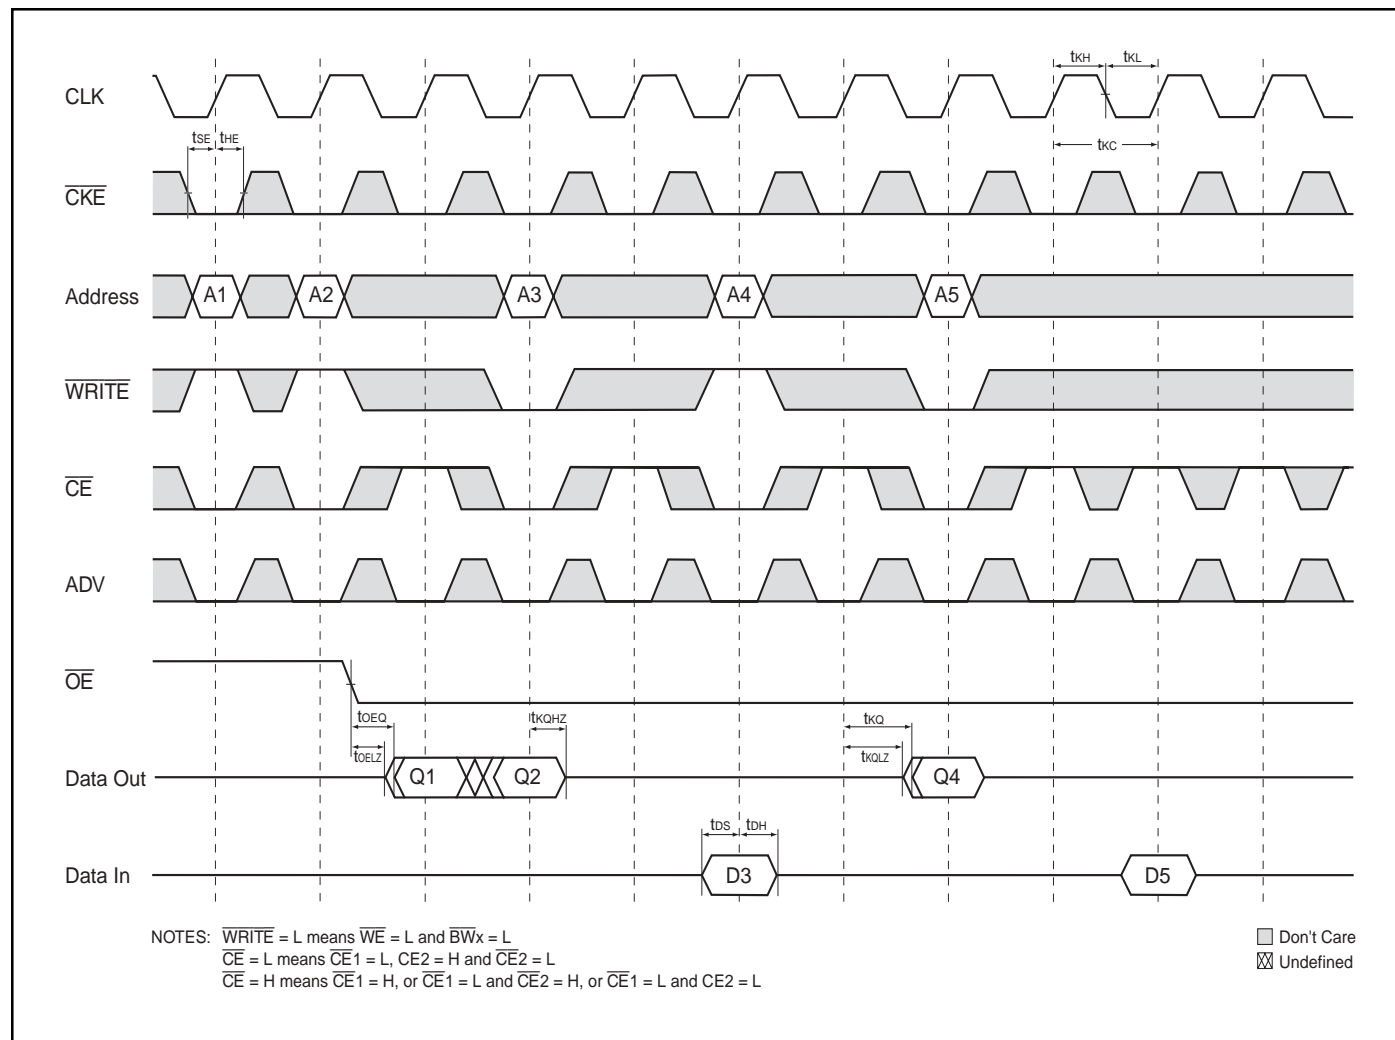 tKH tKL
CLK
tSE tHE
tKC
CKE
Address A1 A2 A3 A4 A5
WRITE
CE
ADV
OE
tOEQ tKQHZ tKQ
tOELZ tKQLZ
Data Out Q1 Q2 Q4
tDS tDH
Data In D3 D5
NOTES: WRITE = L means WE = L and BWx = L
CE = L means CE1 = L, CE2 = H and CE2 = L
CE = H means CE1 = H, or CE1 = L and CE2 = H, or CE1 = L and CE2 = L
Don't Care
Undefined